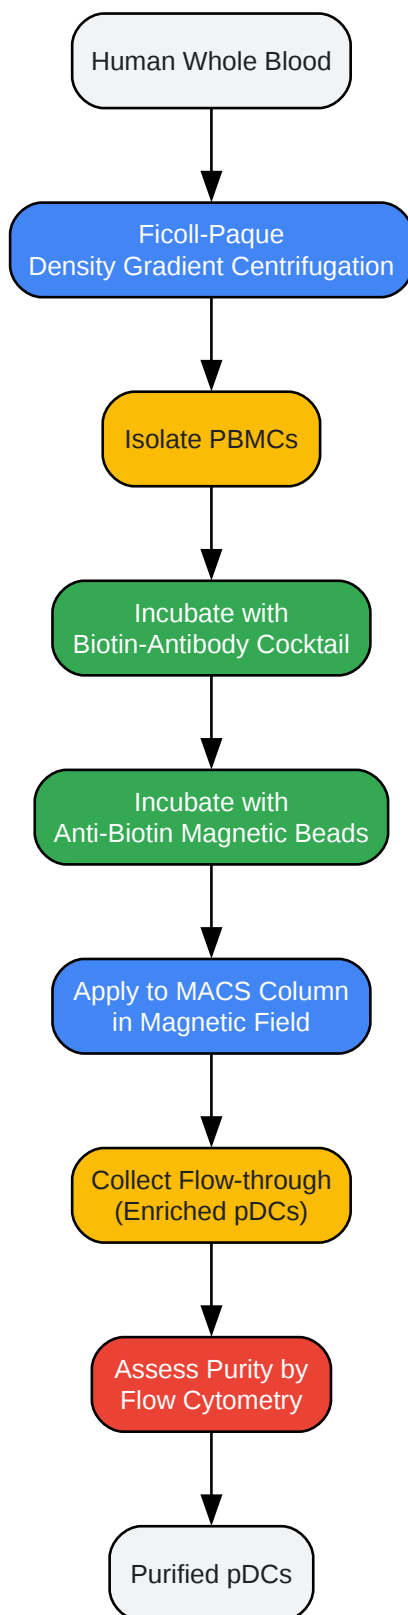 Human Whole Blood
Ficoll-Paque
Density Gradient Centrifugation
Isolate PBMCs
Incubate with
Biotin-Antibody Cocktail
Incubate with
Anti-Biotin Magnetic Beads
Apply to MACS Column
in Magnetic Field
Collect Flow-through
(Enriched pDCs)
Assess Purity by
Flow Cytometry
Purified pDCs